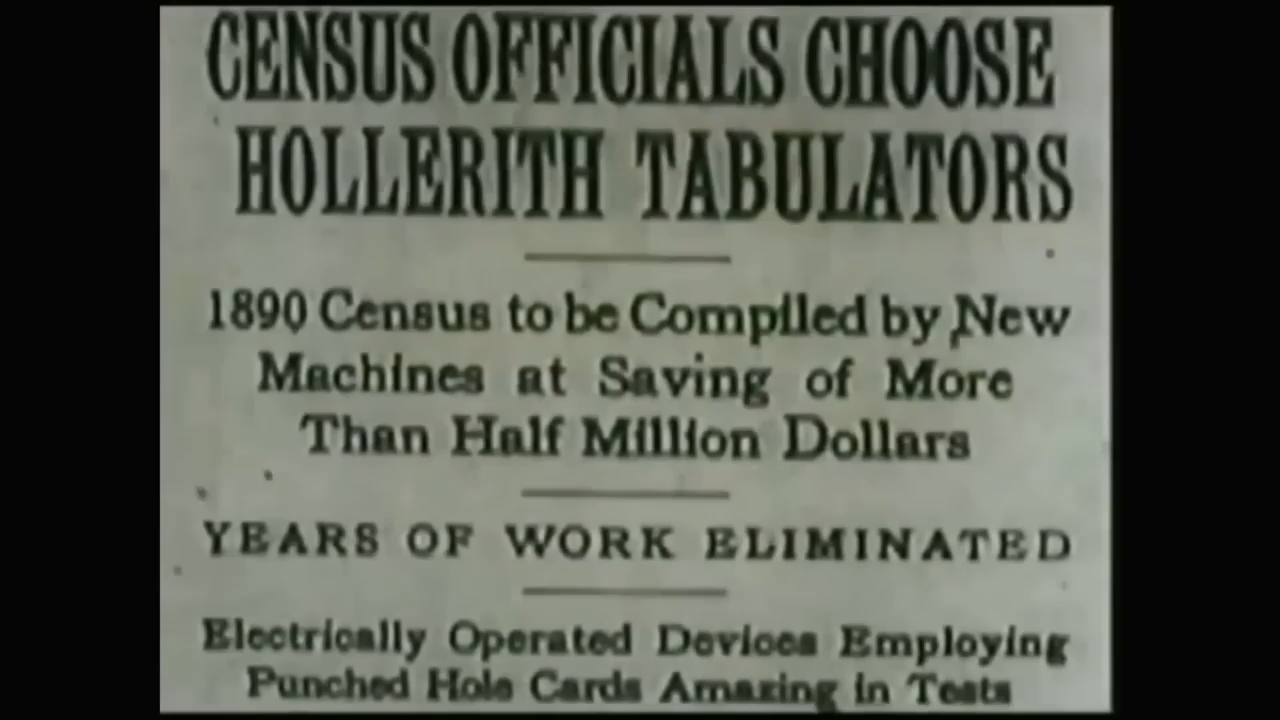 CENSUS OFFICIALS CHOOSE
HOLLERITH TABULATORS
1890 Census to be Compiled by New
Machines at Saving of More
Than Half Million Dollars
YEARS OF WORK ELIMINATED
Electrically Operated Devices Employing
Punched Hole Cards Amazing in Tests